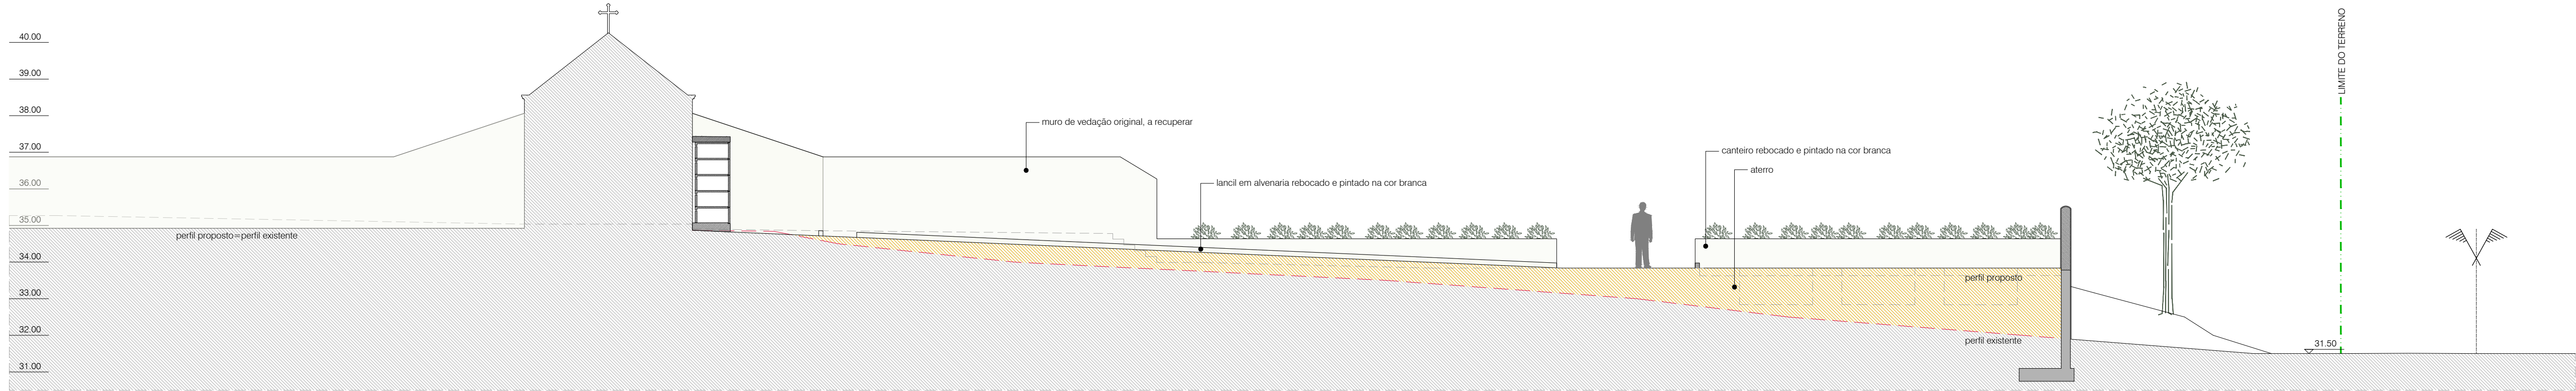 40.00
39.00
38.00
37.00
36.00
35.00
34.00
33.00
32.00
31.00
perfil proposto=perfil existente
muro de vedação original, a recuperar
lancil em alvenaria rebocado e pintado na cor branca
canteiro rebocado e pintado na cor branca
aterro
perfil proposto
perfil existente
LIMITE DO TERRENO
31.50